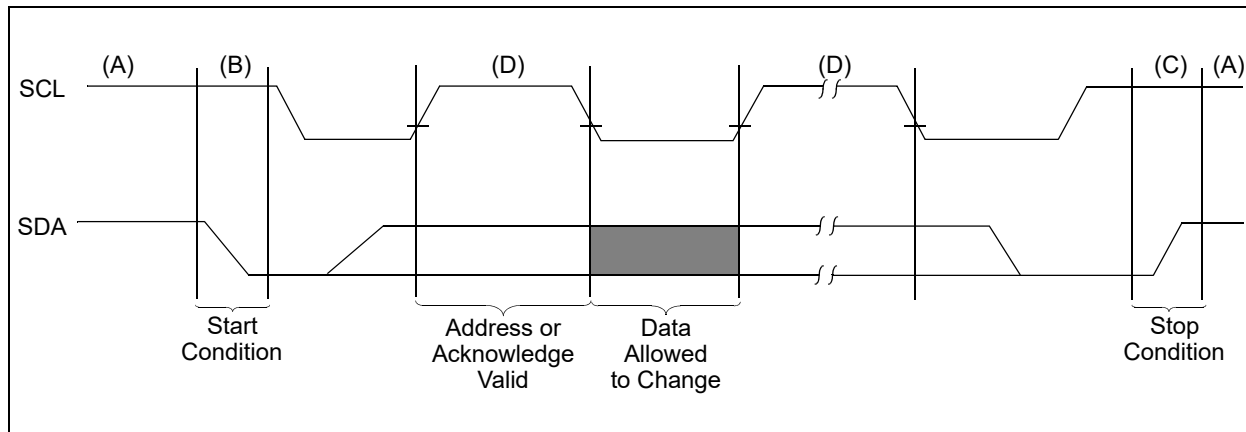 (A) (B) (D) (D) (C) (A)
SCL
SDA
Start
Condition
Address or
Acknowledge
Valid
Data
Allowed
to Change
Stop
Condition